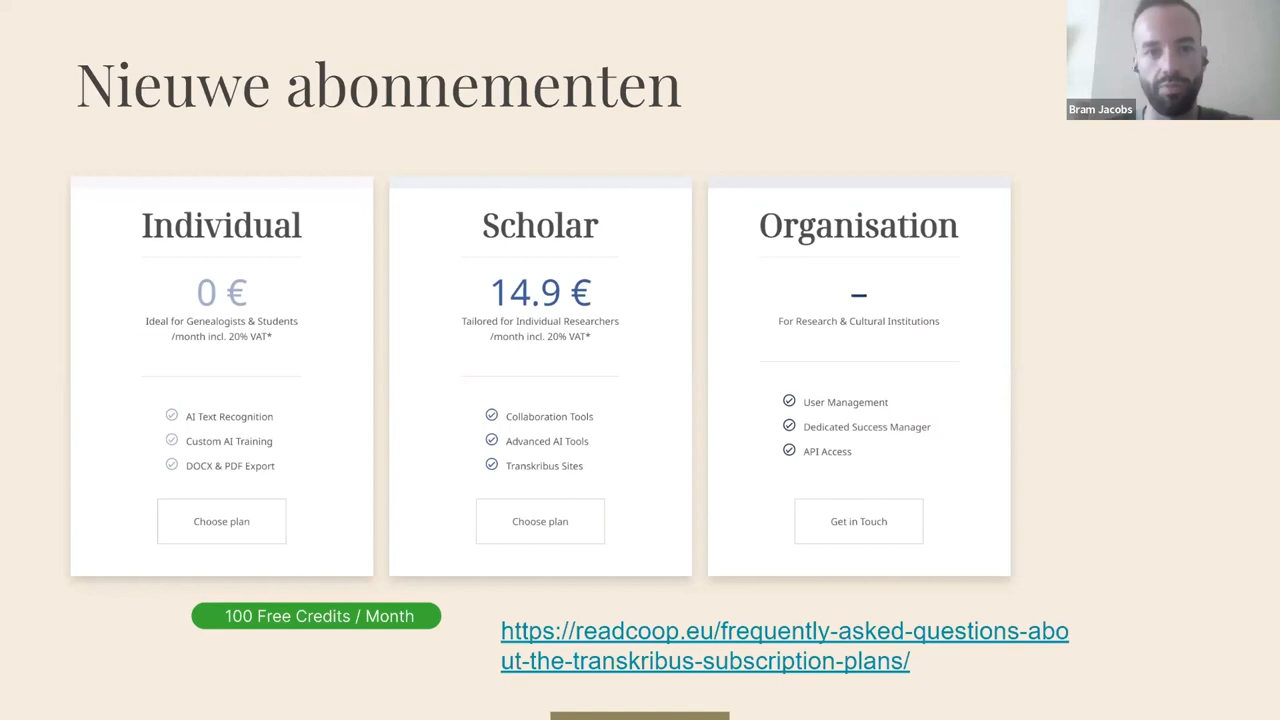 Nieuwe abonnementen
Bram Jacobs
Individual
0 €
Ideal for Genealogists & Students
/month incl. 20% VAT*
AI Text Recognition
Custom AI Training
DOCX & PDF Export
Choose plan
Scholar
14.9 €
Tailored for Individual Researchers
/month incl. 20% VAT*
Collaboration Tools
Advanced AI Tools
Transkribus Sites
Choose plan
Organisation
–
For Research & Cultural Institutions
User Management
Dedicated Success Manager
API Access
Get in Touch
100 Free Credits / Month
https://readcoop.eu/frequently-asked-questions-abo
ut-the-transkribus-subscription-plans/